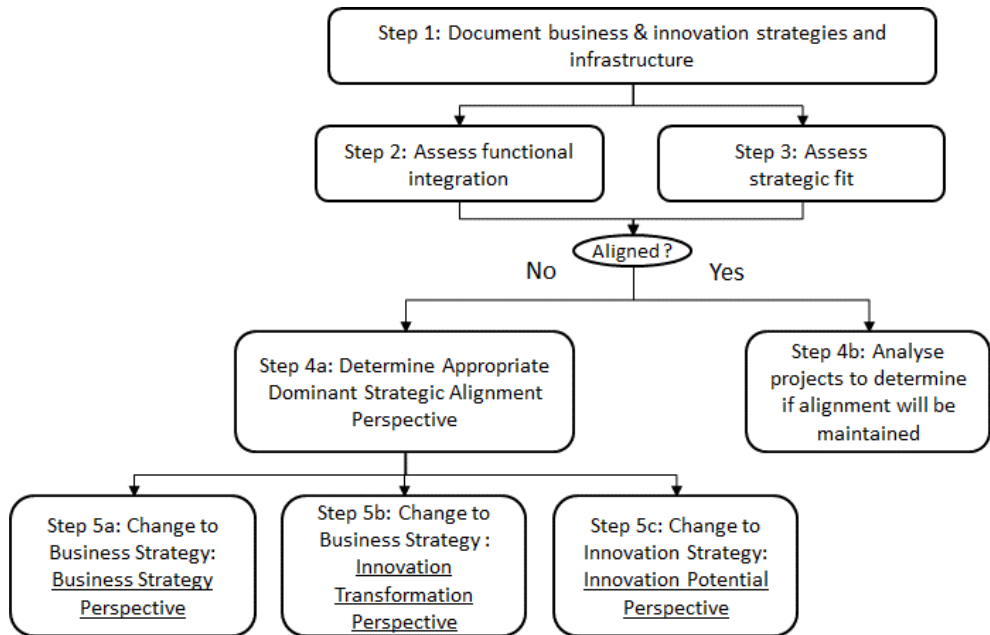 Step 1: Document business & innovation strategies and
infrastructure
Step 2: Assess functional
integration
Step 3: Assess
strategic fit
Aligned ?
No
Yes
Step 4a: Determine Appropriate
Dominant Strategic Alignment
Perspective
Step 4b: Analyse
projects to determine
if alignment will be
maintained
Step 5a: Change to
Business Strategy:
Business Strategy
Perspective
Step 5b: Change to
Business Strategy :
Innovation
Transformation
Perspective
Step 5c: Change to
Innovation Strategy:
Innovation Potential
Perspective